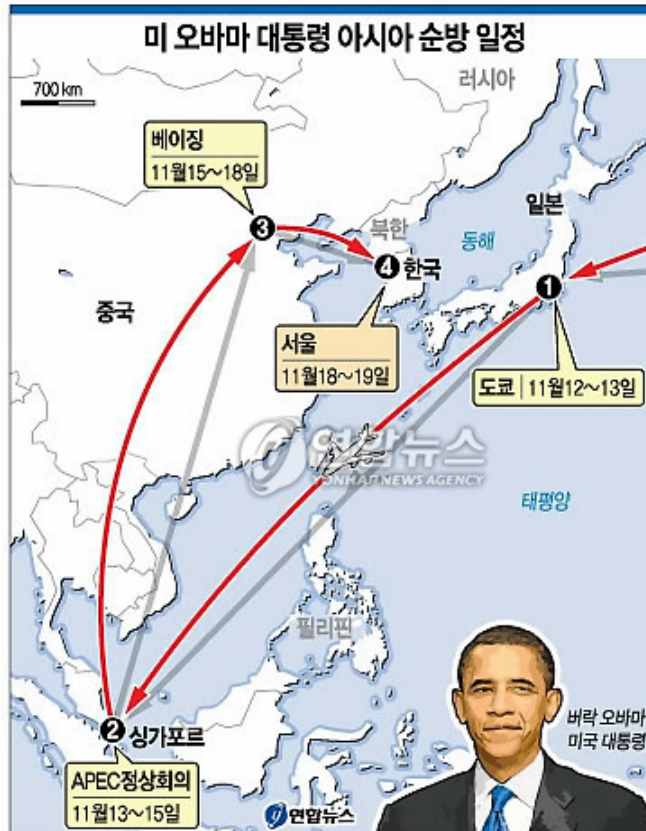 미 오바마 대통령 아시아 순방 일정
700 km
러시아
베이징
11월15~18일
일본
3
북한
동해
4 한국
1
중국
서울
11월18~19일
도쿄 | 11월12~13일
연합뉴스
YONHAP NEWS AGENCY
태평양
필리핀
버락 오바마
미국 대통령
2 싱가포르
APEC정상회의
11월13~15일
연합뉴스